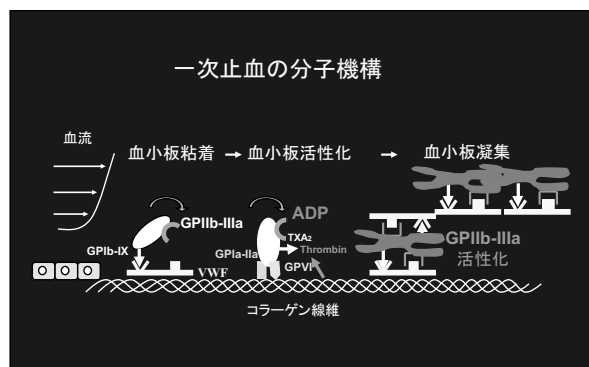 一次止血の分子機構
血流
血小板粘着 → 血小板活性化 → 血小板凝集
GPIIb-IIIa
ADP
TXA2
Thrombin
GPIb-IX
GPIa-IIa
GPVI
VWF
GPIIb-IIIa
活性化
コラーゲン線維